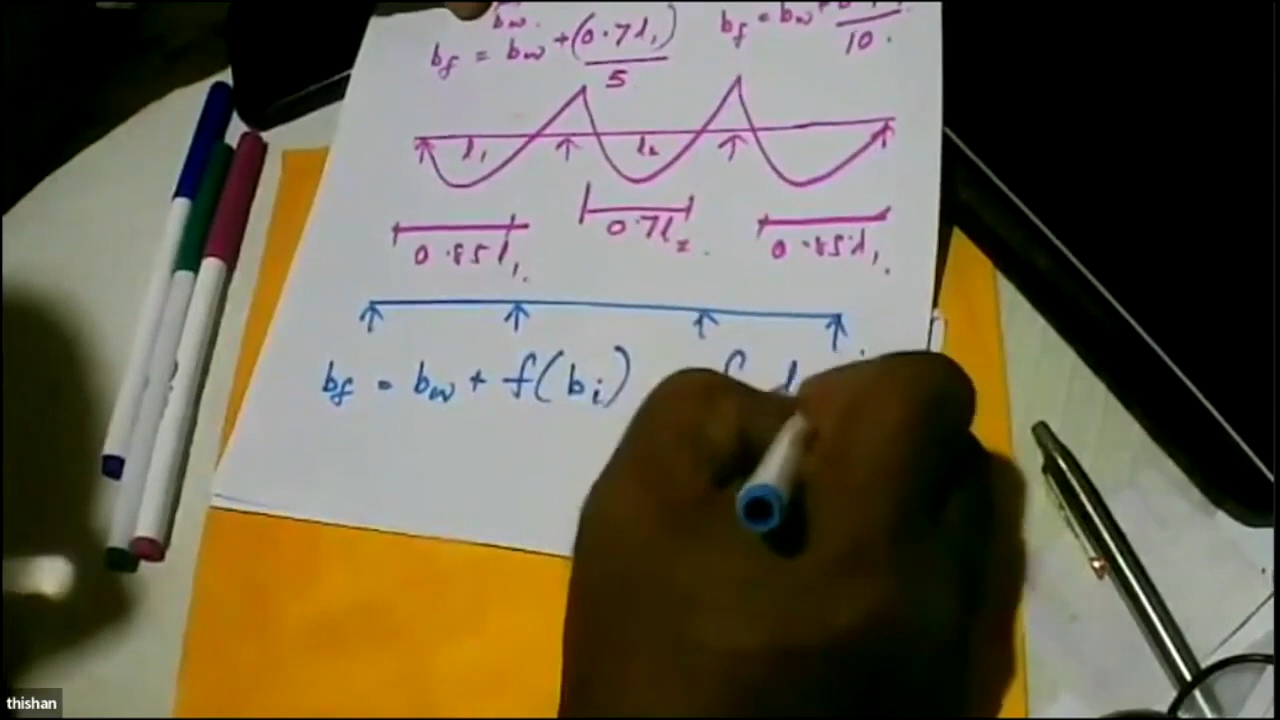 bw.
bf = bw + (0.7l₁)/5
bf = bw + /10.
l₁ l₂
0.85l₁. 0.7l₂. 0.85l₁.
bf = bw + f(bi) f l
thishan